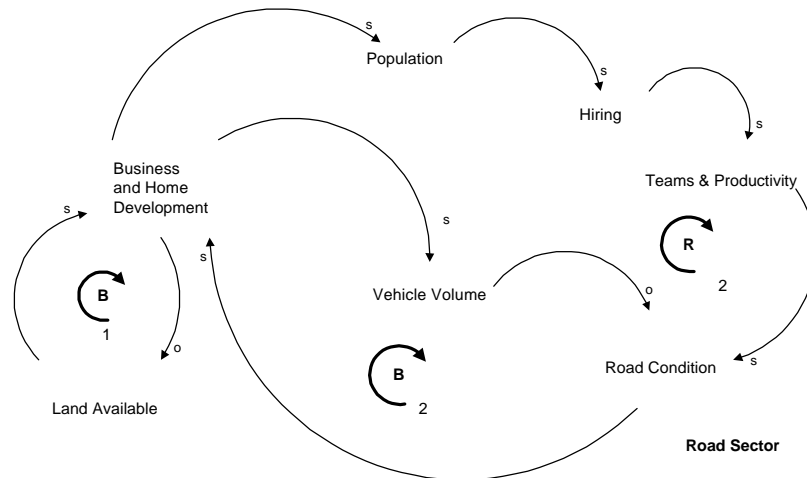 s
Population
s
Hiring
s
Business
and Home
Development
Teams & Productivity
s
s
s
R
2
B
1
Vehicle Volume
o
o
B
2
Road Condition
s
Land Available
Road Sector